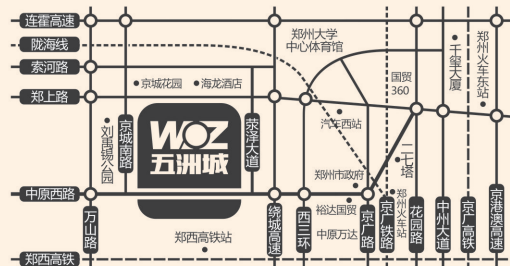 连霍高速
陇海线
索河路
郑上路
中原西路
郑西高铁
郑州大学
中心体育馆
千玺大厦
郑州火车东站
国贸
360
京城花园
海龙酒店
刘禹锡公园
京城南路
WOZ
五洲城
荥泽大道
汽车西站
二七塔
郑州市政府
裕达国贸
中原万达
郑州火车站
郑西高铁站
万山路
绕城高速
西三环
京广路
京广铁路
花园路
中州大道
京广高铁
京港澳高速